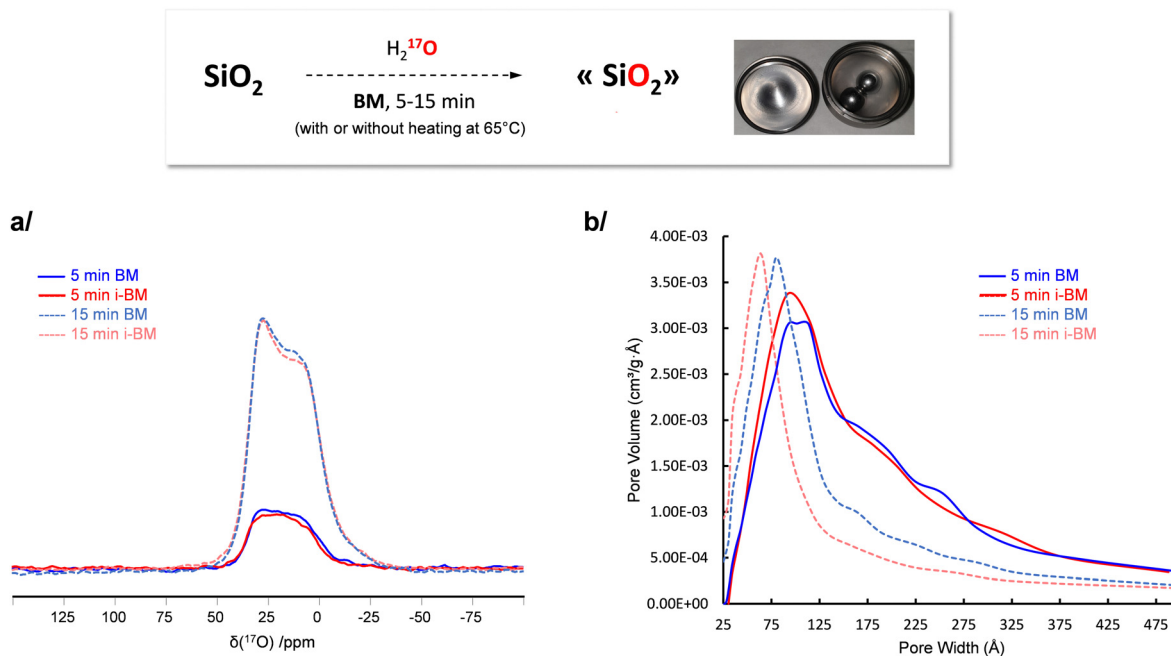 H₂¹⁷O
SiO₂
« SiO₂»
BM, 5-15 min
(with or without heating at 65°C)
a/
b/
5 min BM
5 min i-BM
15 min BM
15 min i-BM
125 100 75 50 25 0 -25 -50 -75
δ(¹⁷O) /ppm
Pore Volume (cm³/g·Å)
4.00E-03
3.50E-03
3.00E-03
2.50E-03
2.00E-03
1.50E-03
1.00E-03
5.00E-04
0.00E+00
5 min BM
5 min i-BM
15 min BM
15 min i-BM
25 75 125 175 225 275 325 375 425 475
Pore Width (Å)